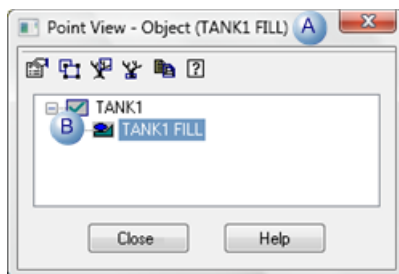 Point View - Object (TANK1 FILL) A
TANK1
B TANK1 FILL
Close Help